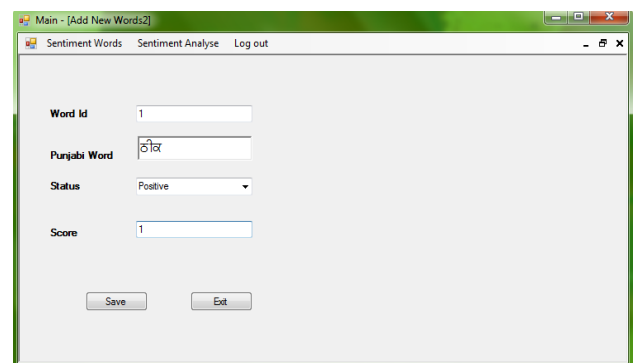 Main - [Add New Words2]
Sentiment Words Sentiment Analyse Log out
Word Id 1
Punjabi Word ਠੀਕ
Status Positive
Score 1
Save Exit